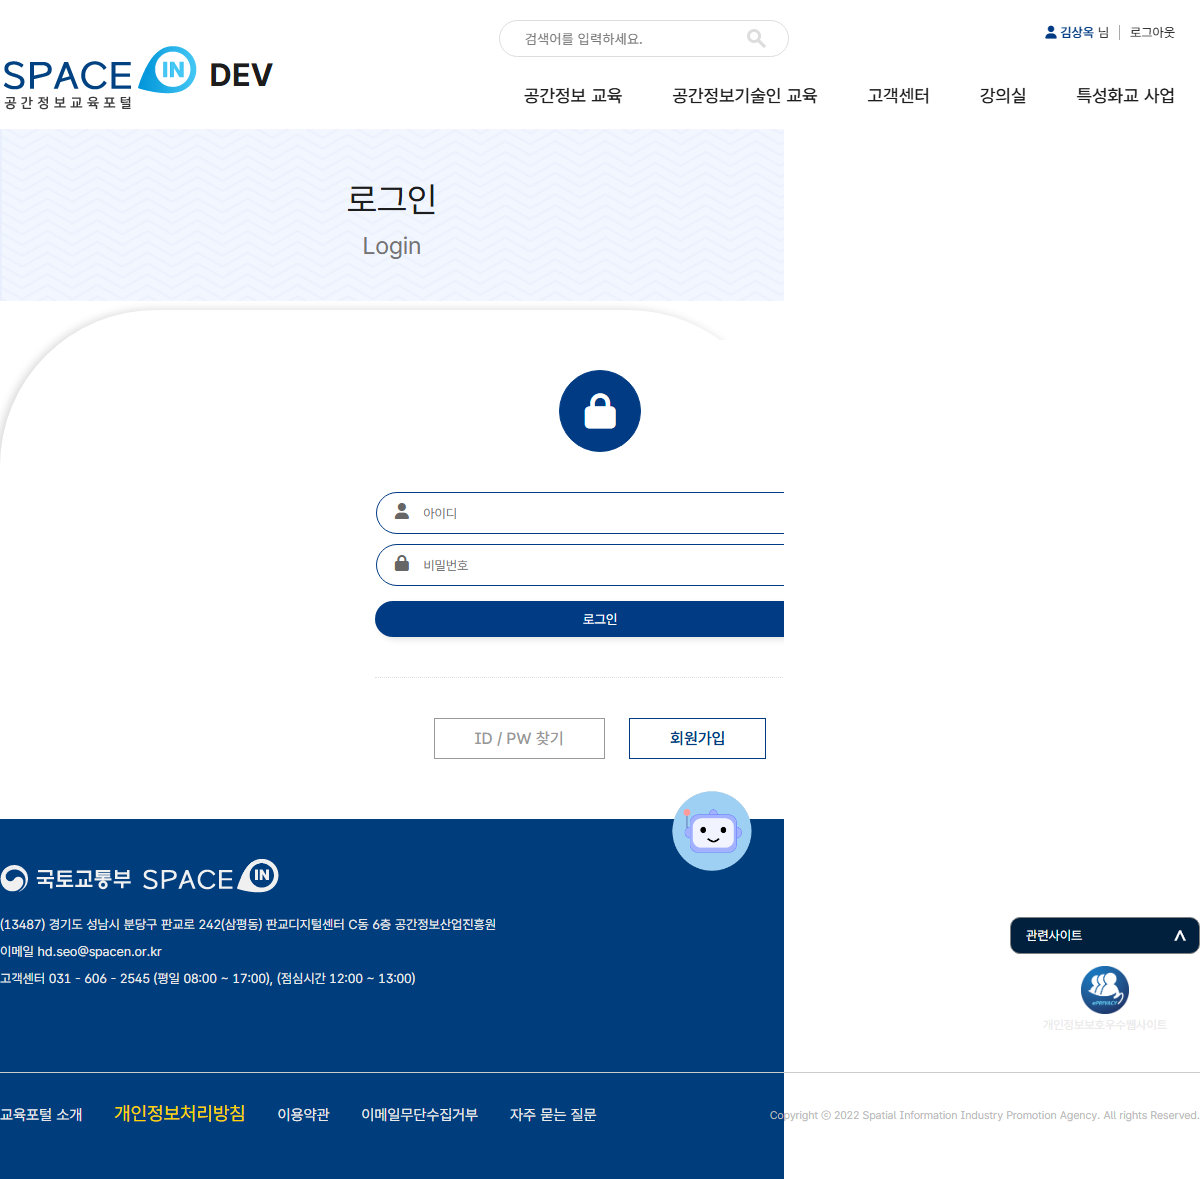 검색어를 입력하세요.
김상옥 님
로그아웃
SPACE IN DEV
공간정보교육포털
공간정보 교육
공간정보기술인 교육
고객센터
강의실
특성화교 사업
로그인
Login
아이디
비밀번호
로그인
ID / PW 찾기
회원가입
국토교통부 SPACE IN
(13487) 경기도 성남시 분당구 판교로 242(삼평동) 판교디지털센터 C동 6층 공간정보산업진흥원
이메일 hd.seo@spacen.or.kr
고객센터 031 - 606 - 2545 (평일 08:00 ~ 17:00), (점심시간 12:00 ~ 13:00)
관련사이트
ePRIVACY
개인정보보호우수웹사이트
교육포털 소개
개인정보처리방침
이용약관
이메일무단수집거부
자주 묻는 질문
Copyright ⓒ 2022 Spatial Information Industry Promotion Agency. All rights Reserved.